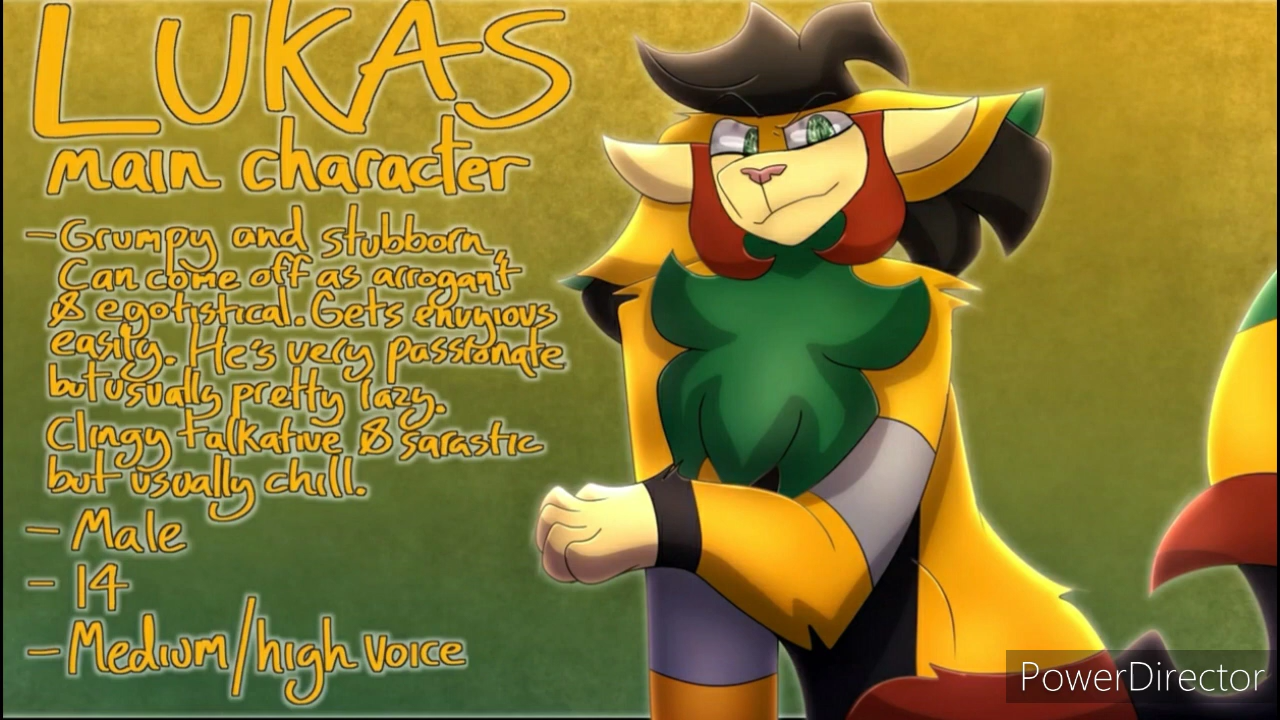 LUKAS
main character
- Grumpy and stubborn,
Can come off as arrogant
& egotistical. Gets envyious
easily. He's very passionate
but usually pretty lazy.
Clingy talkative & sarastic
but usually chill.
- Male
- 14
- Medium/high voice
PowerDirector